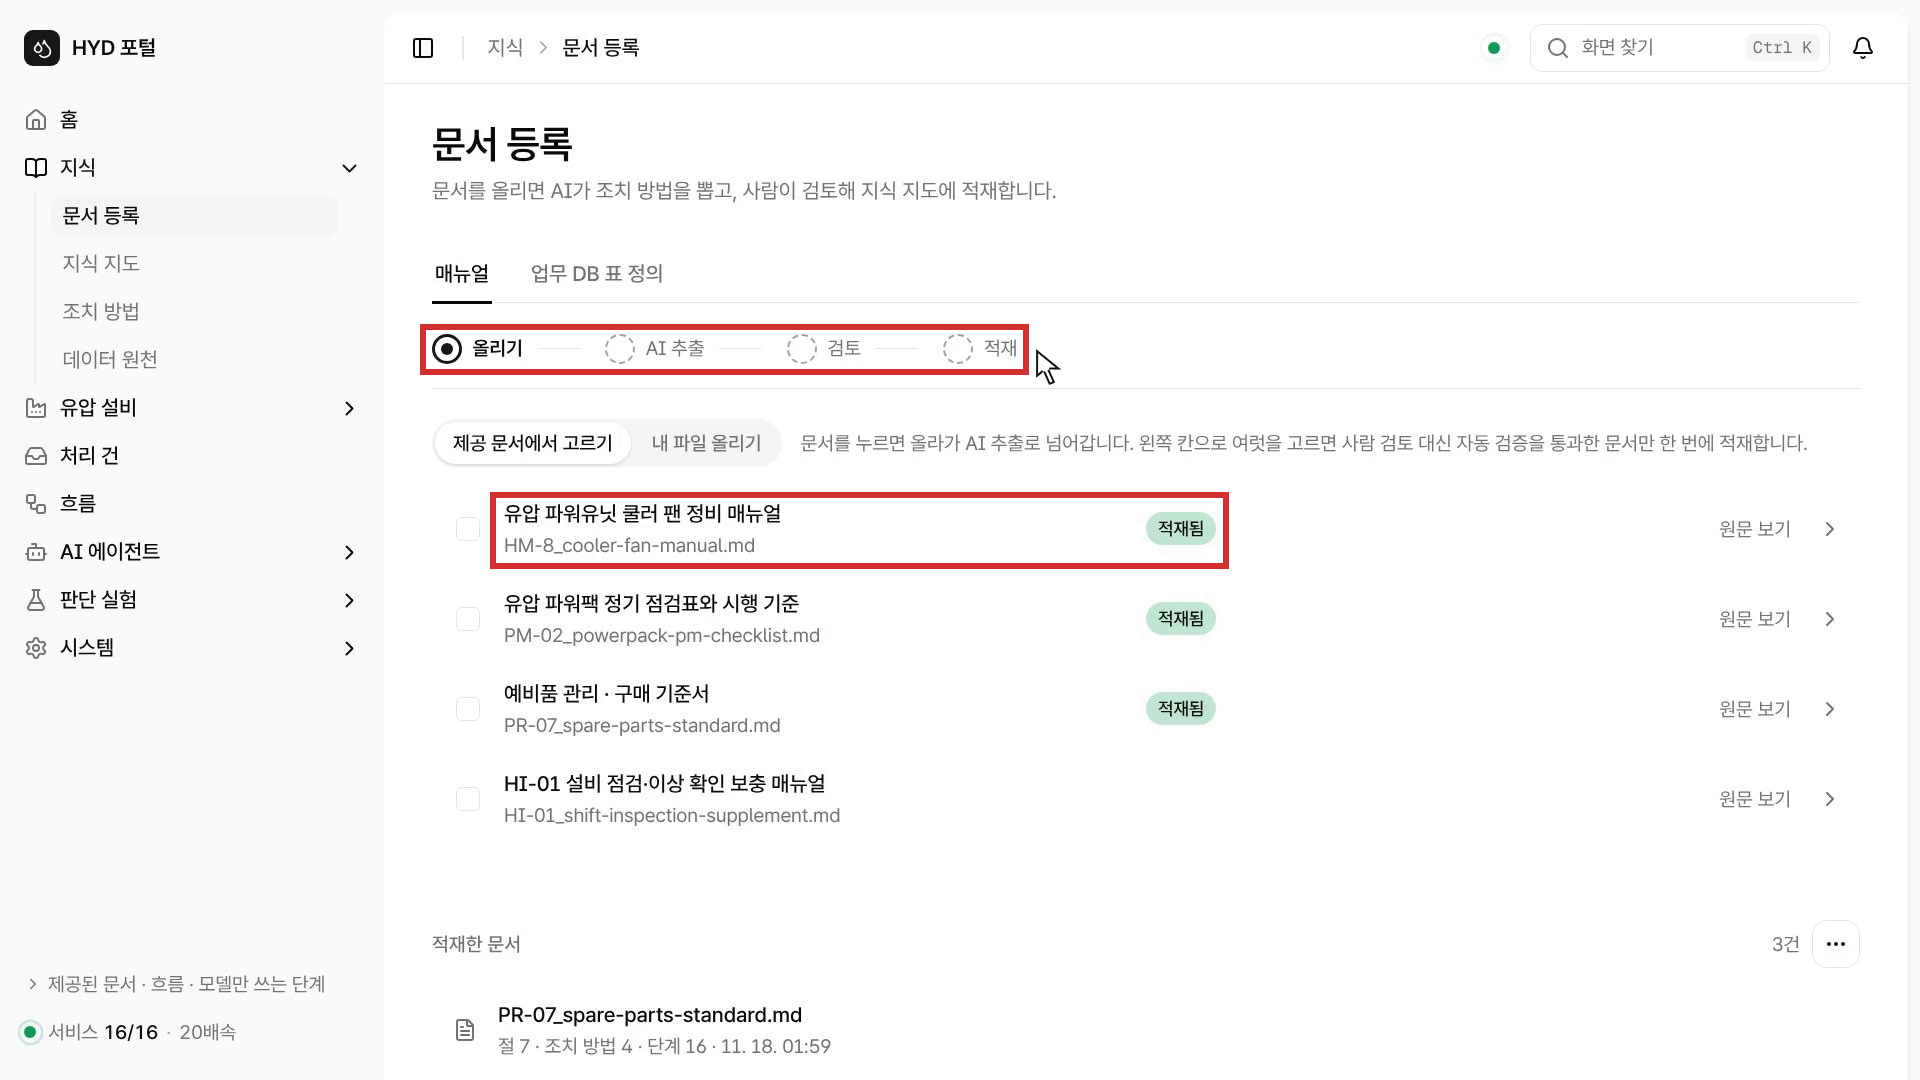 HYD 포털
홈
지식
문서 등록
지식 지도
조치 방법
데이터 원천
유압 설비
처리 건
흐름
AI 에이전트
판단 실험
시스템
제공된 문서 · 흐름 · 모델만 쓰는 단계
서비스 16/16 · 20배속
지식 > 문서 등록
화면 찾기 Ctrl K
문서 등록
문서를 올리면 AI가 조치 방법을 뽑고, 사람이 검토해 지식 지도에 적재합니다.
매뉴얼 업무 DB 표 정의
올리기 AI 추출 검토 적재
제공 문서에서 고르기 내 파일 올리기 문서를 누르면 올라가 AI 추출로 넘어갑니다. 왼쪽 칸으로 여럿을 고르면 사람 검토 대신 자동 검증을 통과한 문서만 한 번에 적재합니다.
유압 파워유닛 쿨러 팬 정비 매뉴얼
HM-8_cooler-fan-manual.md
적재됨 원문 보기
유압 파워팩 정기 점검표와 시행 기준
PM-02_powerpack-pm-checklist.md
적재됨 원문 보기
예비품 관리 · 구매 기준서
PR-07_spare-parts-standard.md
적재됨 원문 보기
HI-01 설비 점검·이상 확인 보충 매뉴얼
HI-01_shift-inspection-supplement.md
원문 보기
적재한 문서 3건
PR-07_spare-parts-standard.md
절 7 · 조치 방법 4 · 단계 16 · 11. 18. 01:59